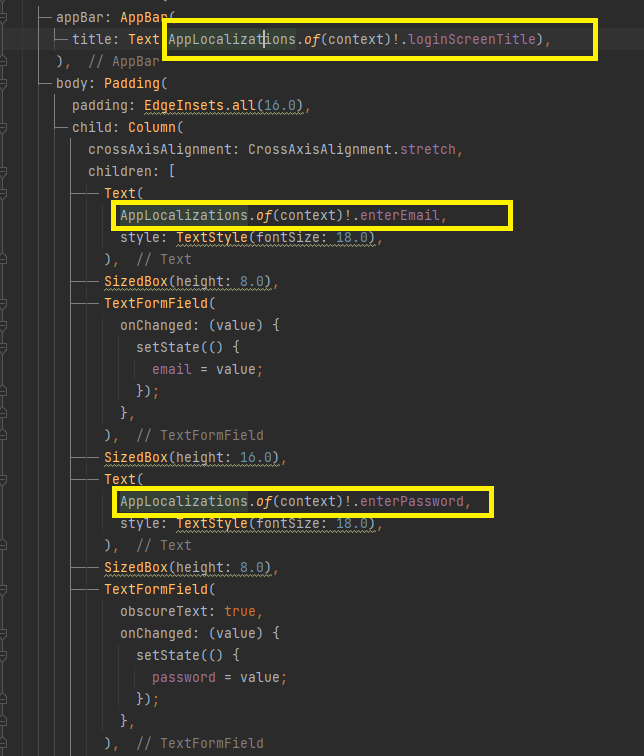 appBar: AppBar(
title: Text(AppLocalizations.of(context)!.loginScreenTitle),
), // AppBar
body: Padding(
padding: EdgeInsets.all(16.0),
child: Column(
crossAxisAlignment: CrossAxisAlignment.stretch,
children: [
Text(
AppLocalizations.of(context)!.enterEmail,
style: TextStyle(fontSize: 18.0),
), // Text
SizedBox(height: 8.0),
TextFormField(
onChanged: (value) {
setState(() {
email = value;
});
},
), // TextFormField
SizedBox(height: 16.0),
Text(
AppLocalizations.of(context)!.enterPassword,
style: TextStyle(fontSize: 18.0),
), // Text
SizedBox(height: 8.0),
TextFormField(
obscureText: true,
onChanged: (value) {
setState(() {
password = value;
});
},
), // TextFormField